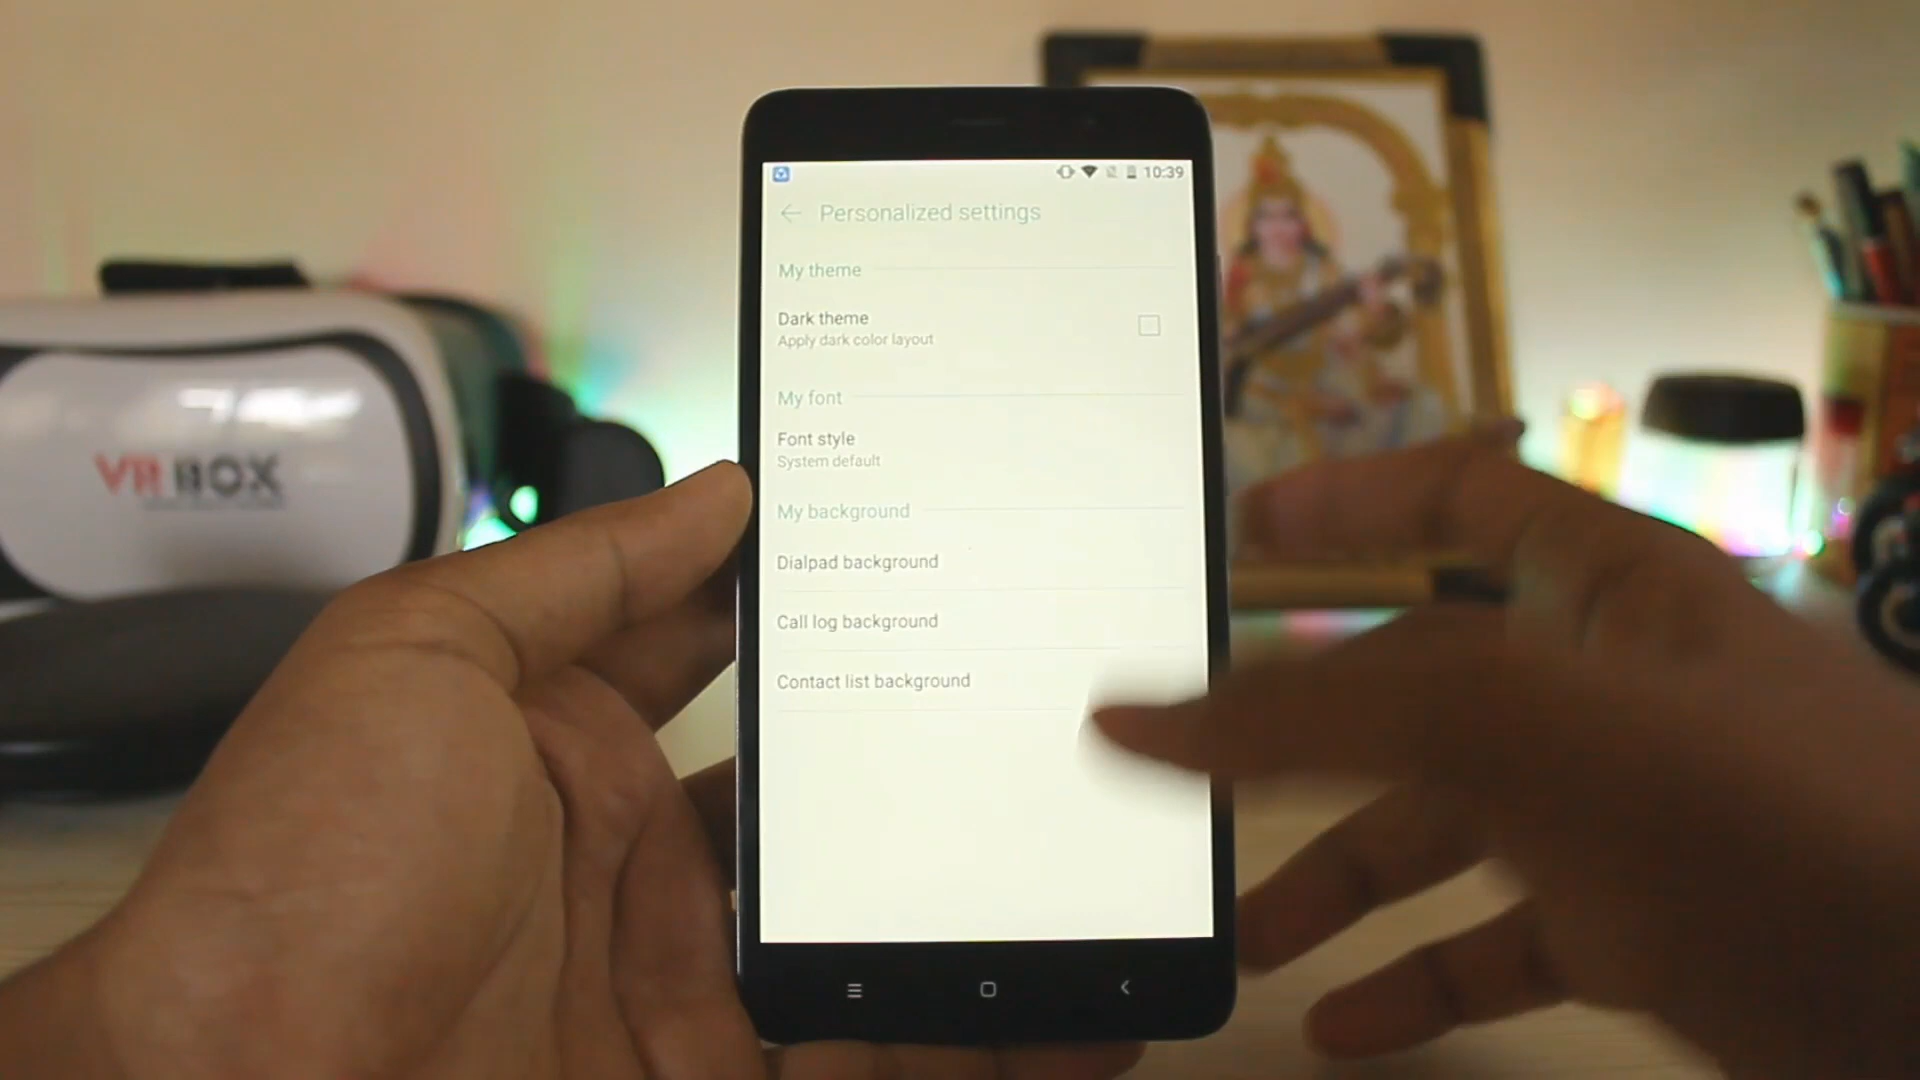 VR BOX
10:39
Personalized settings
My theme
Dark theme
Apply dark color layout
My font
Font style
System default
My background
Dialpad background
Call log background
Contact list background